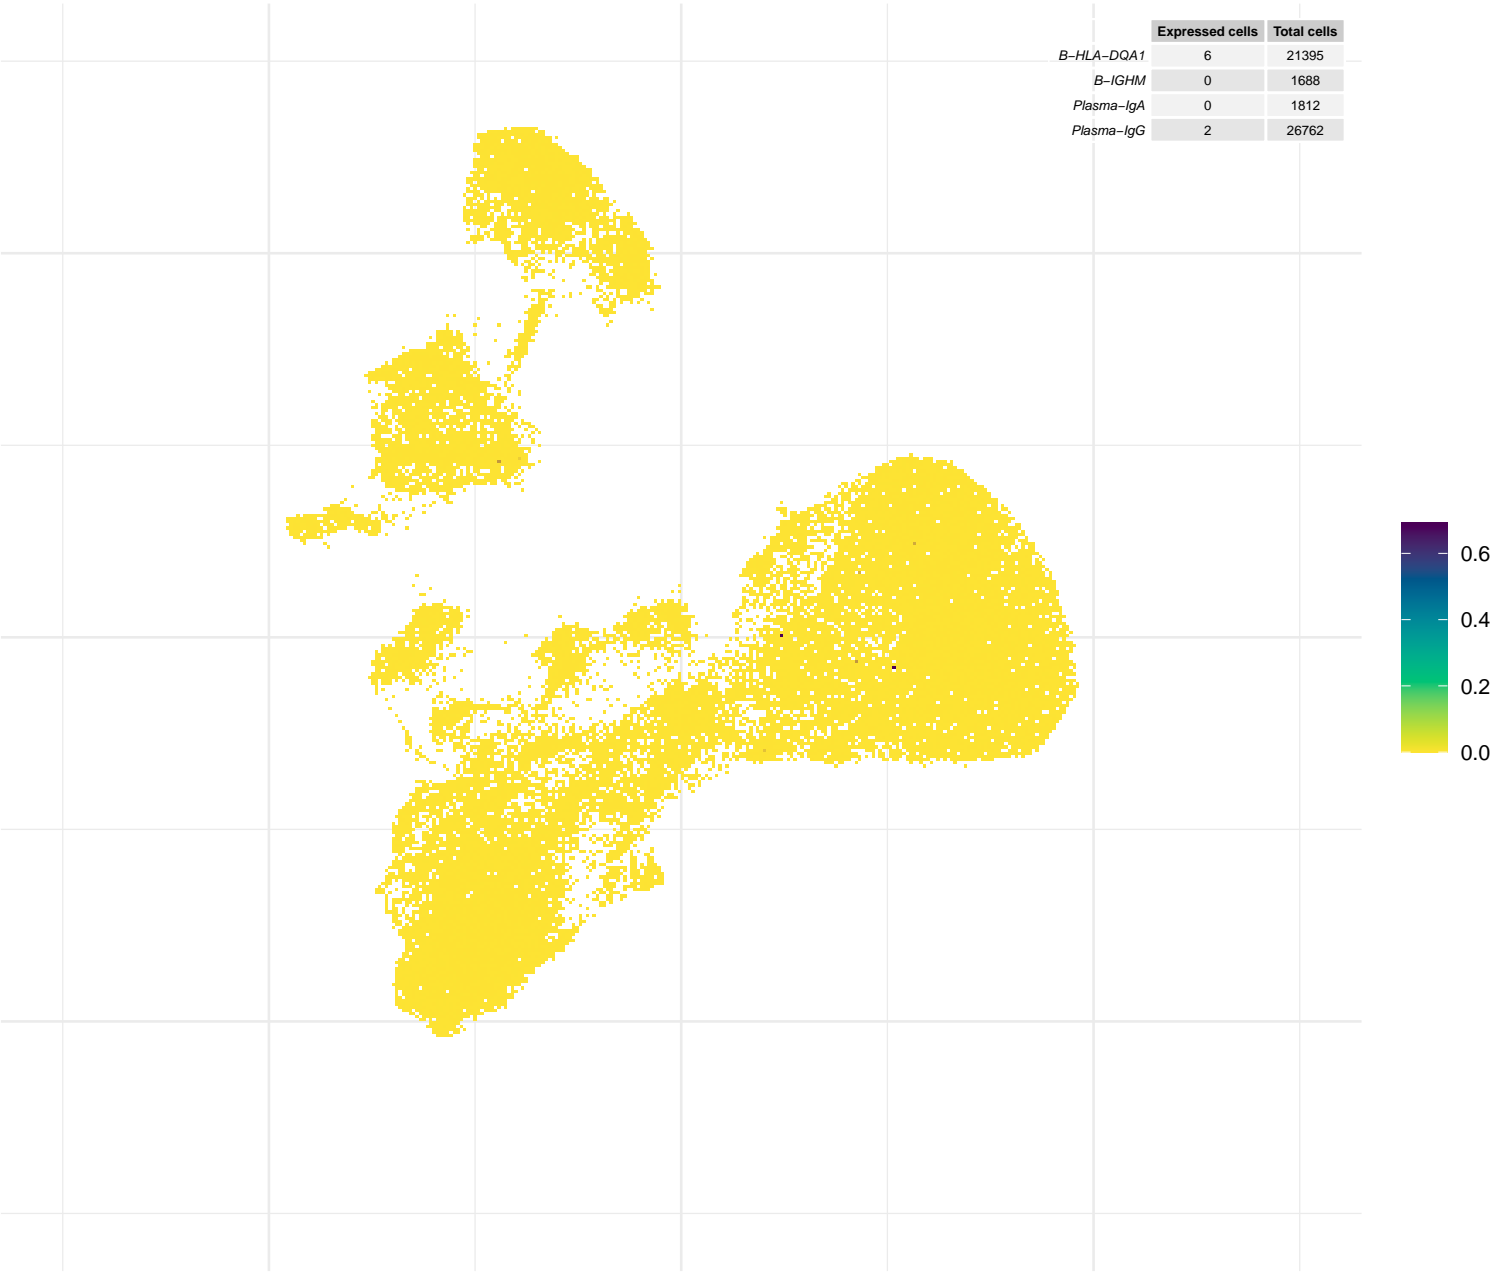 Expressed cells Total cells
B−HLA−DQA1 6 21395
B−IGHM 0 1688
Plasma−IgA 0 1812
Plasma−IgG 2 26762
0.6
0.4
0.2
0.0